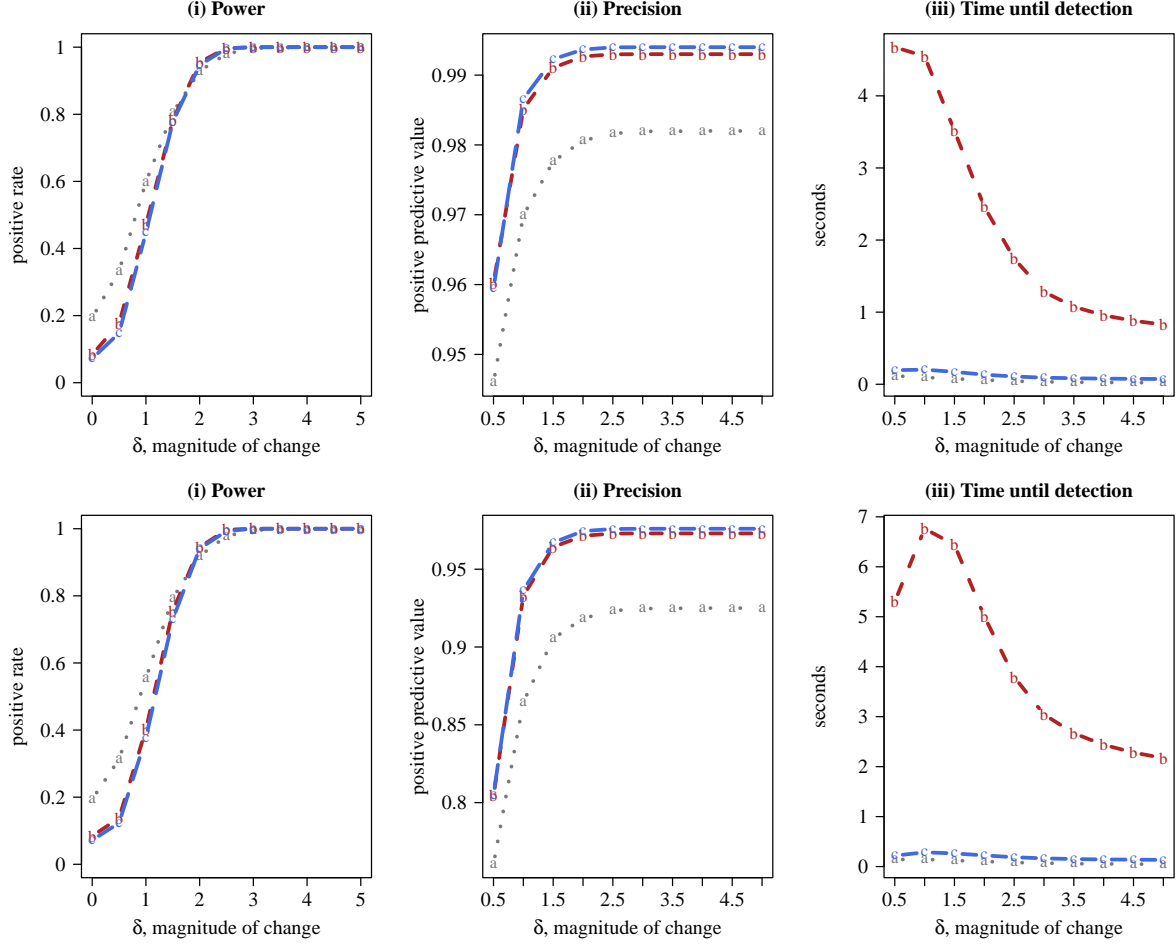 (i) Power
(ii) Precision
(iii) Time until detection
positive rate
1
0.8
0.6
0.4
0.2
0
a
b
c
0 1 2 3 4 5
δ, magnitude of change
positive predictive value
0.99
0.98
0.97
0.96
0.95
a
b
c
0.5 1.5 2.5 3.5 4.5
δ, magnitude of change
seconds
4
3
2
1
0
a
b
c
0.5 1.5 2.5 3.5 4.5
δ, magnitude of change
(i) Power
(ii) Precision
(iii) Time until detection
positive rate
1
0.8
0.6
0.4
0.2
0
a
b
c
0 1 2 3 4 5
δ, magnitude of change
positive predictive value
0.95
0.9
0.85
0.8
a
b
c
0.5 1.5 2.5 3.5 4.5
δ, magnitude of change
seconds
7
6
5
4
3
2
1
0
a
b
c
0.5 1.5 2.5 3.5 4.5
δ, magnitude of change